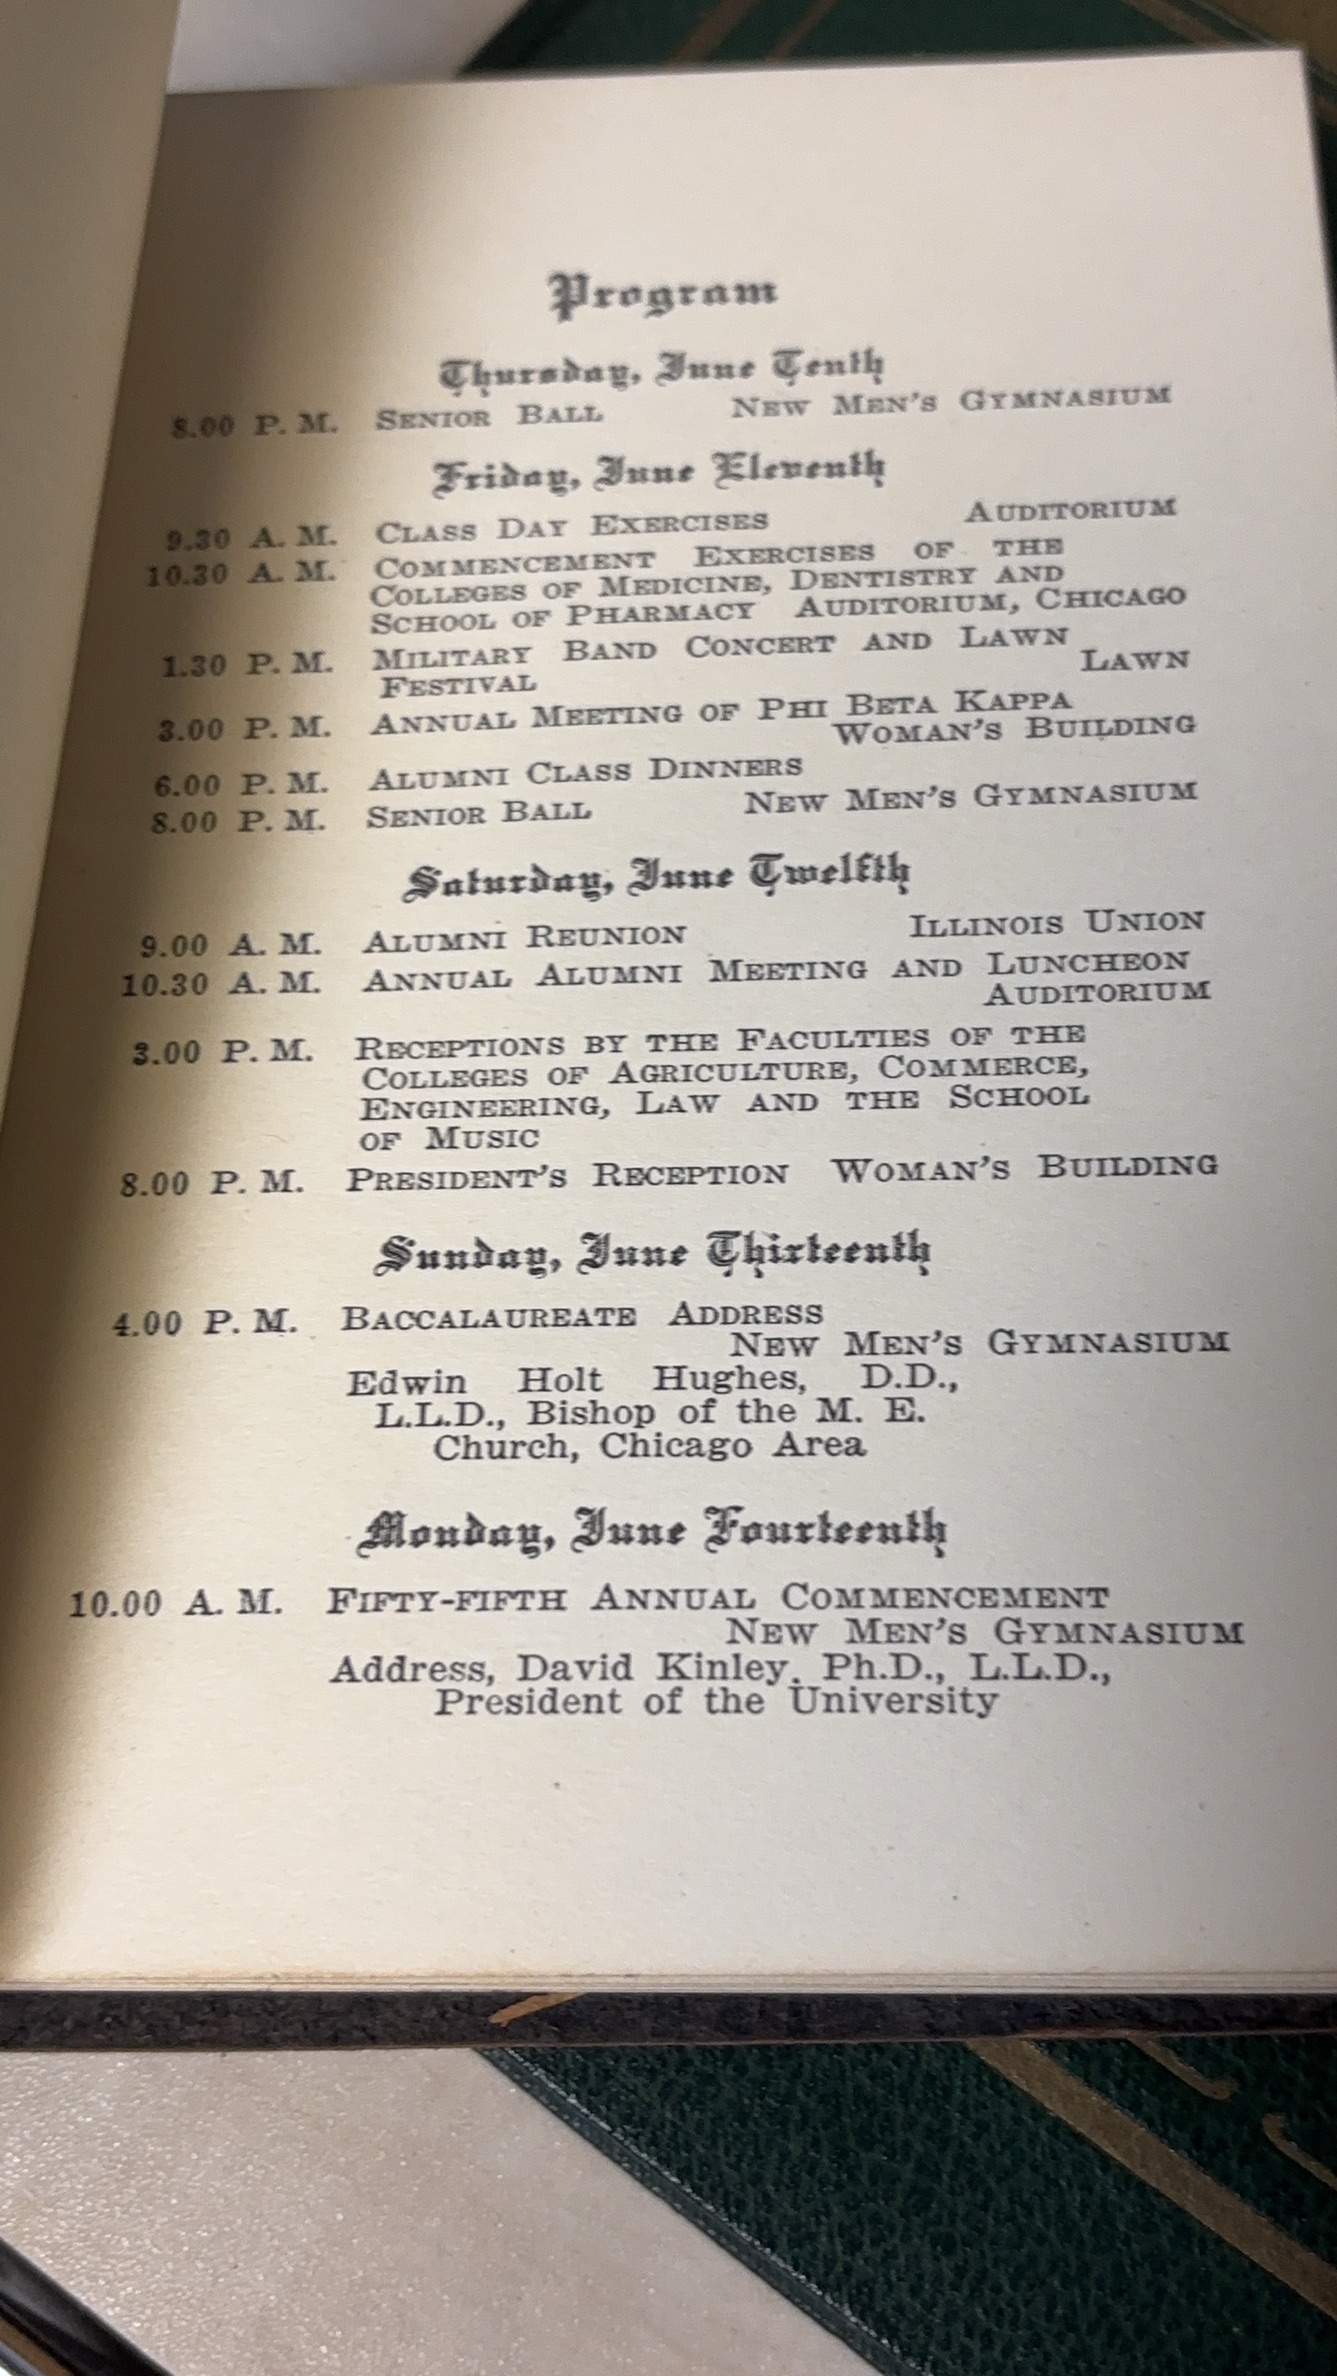 Program
Thursday, June Tenth
8.00 P. M. SENIOR BALL NEW MEN'S GYMNASIUM
Friday, June Eleventh
9.30 A. M. CLASS DAY EXERCISES AUDITORIUM
10.30 A. M. COMMENCEMENT EXERCISES OF THE
COLLEGES OF MEDICINE, DENTISTRY AND
SCHOOL OF PHARMACY AUDITORIUM, CHICAGO
1.30 P. M. MILITARY BAND CONCERT AND LAWN
FESTIVAL LAWN
3.00 P. M. ANNUAL MEETING OF PHI BETA KAPPA
WOMAN'S BUILDING
6.00 P. M. ALUMNI CLASS DINNERS
8.00 P. M. SENIOR BALL NEW MEN'S GYMNASIUM
Saturday, June Twelfth
9.00 A. M. ALUMNI REUNION ILLINOIS UNION
10.30 A. M. ANNUAL ALUMNI MEETING AND LUNCHEON
AUDITORIUM
3.00 P. M. RECEPTIONS BY THE FACULTIES OF THE
COLLEGES OF AGRICULTURE, COMMERCE,
ENGINEERING, LAW AND THE SCHOOL
OF MUSIC
8.00 P. M. PRESIDENT'S RECEPTION WOMAN'S BUILDING
Sunday, June Thirteenth
4.00 P. M. BACCALAUREATE ADDRESS
NEW MEN'S GYMNASIUM
Edwin Holt Hughes, D.D.,
L.L.D., Bishop of the M. E.
Church, Chicago Area
Monday, June Fourteenth
10.00 A. M. FIFTY-FIFTH ANNUAL COMMENCEMENT
NEW MEN'S GYMNASIUM
Address, David Kinley, Ph.D., L.L.D.,
President of the University